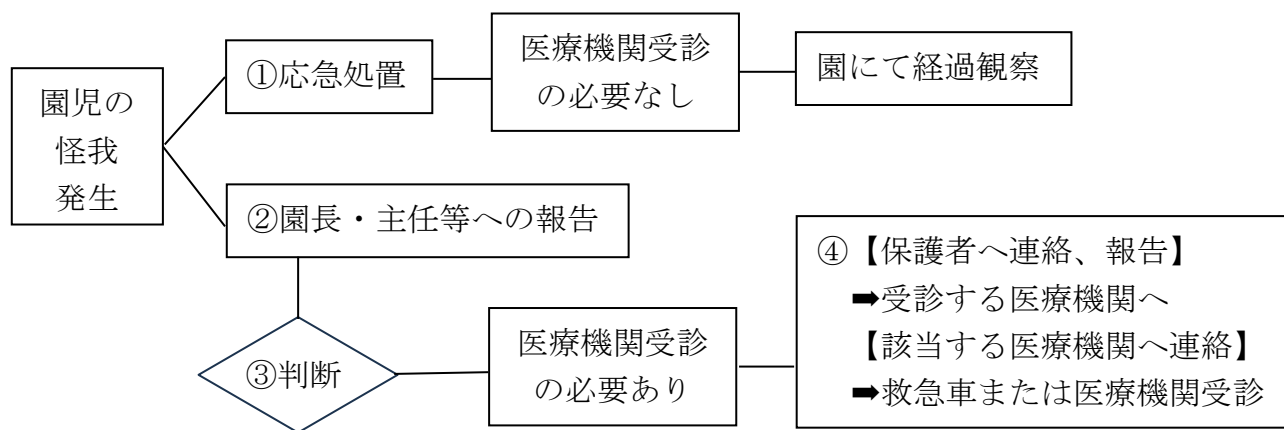 園児の
怪我
発生
①応急処置
医療機関受診
の必要なし
園にて経過観察
②園長・主任等への報告
③判断
医療機関受診
の必要あり
④【保護者へ連絡、報告】
➡受診する医療機関へ
【該当する医療機関へ連絡】
➡救急車または医療機関受診